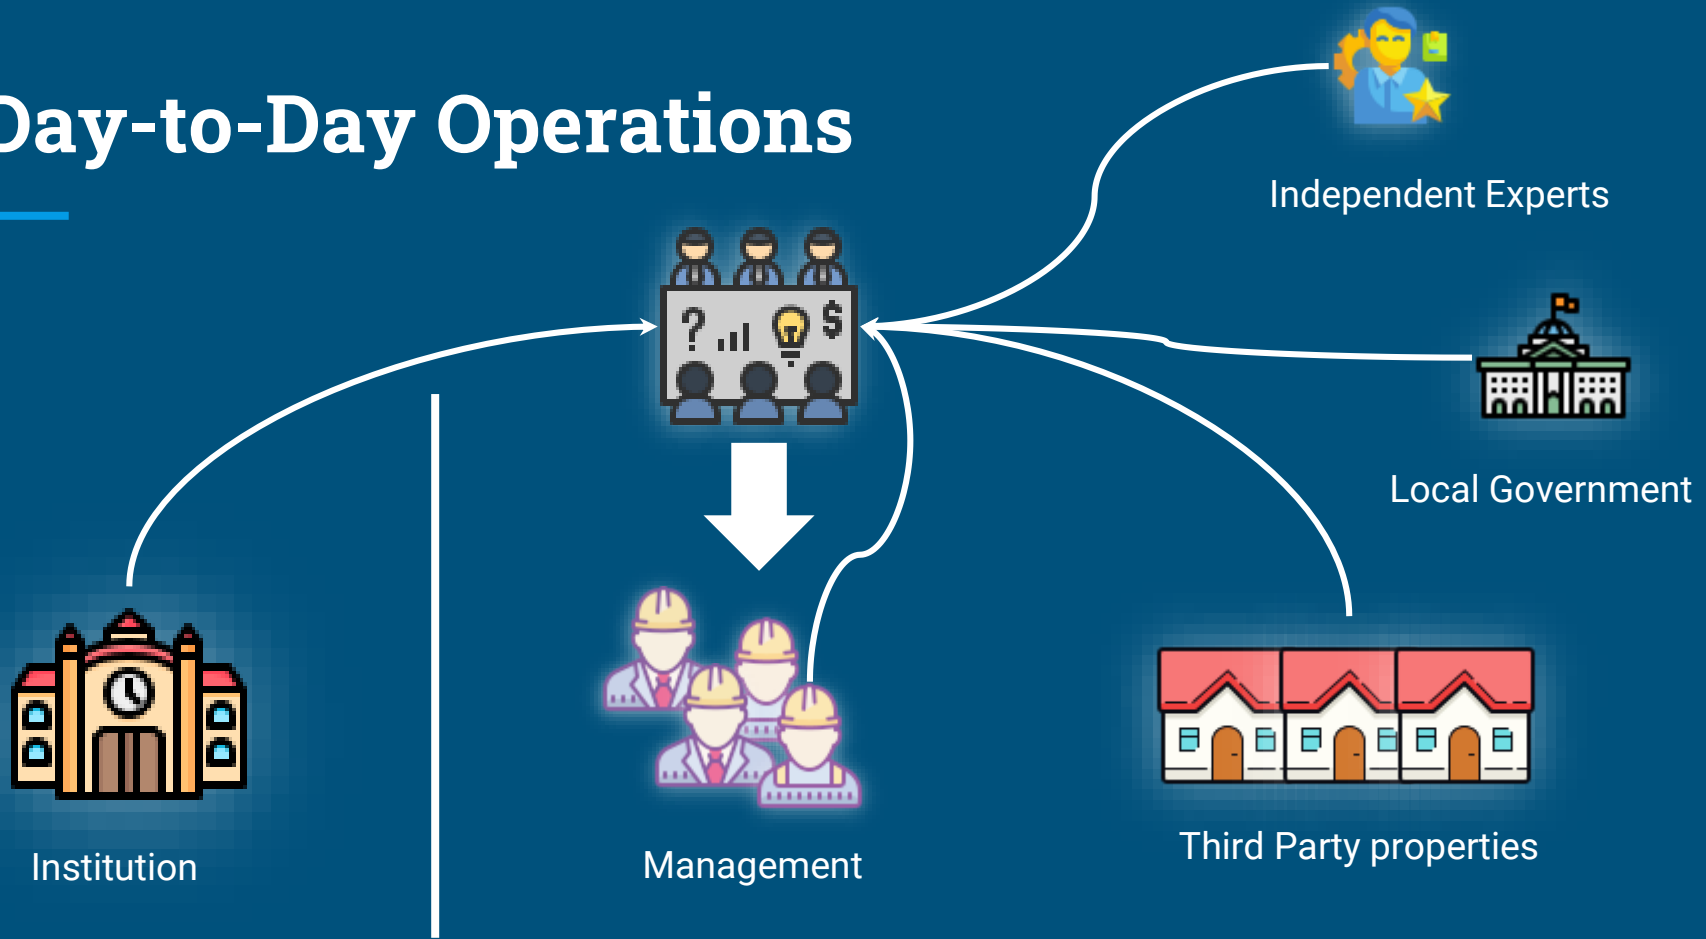 Day-to-Day Operations
Independent Experts
? $
Local Government
Third Party properties
Management
Institution